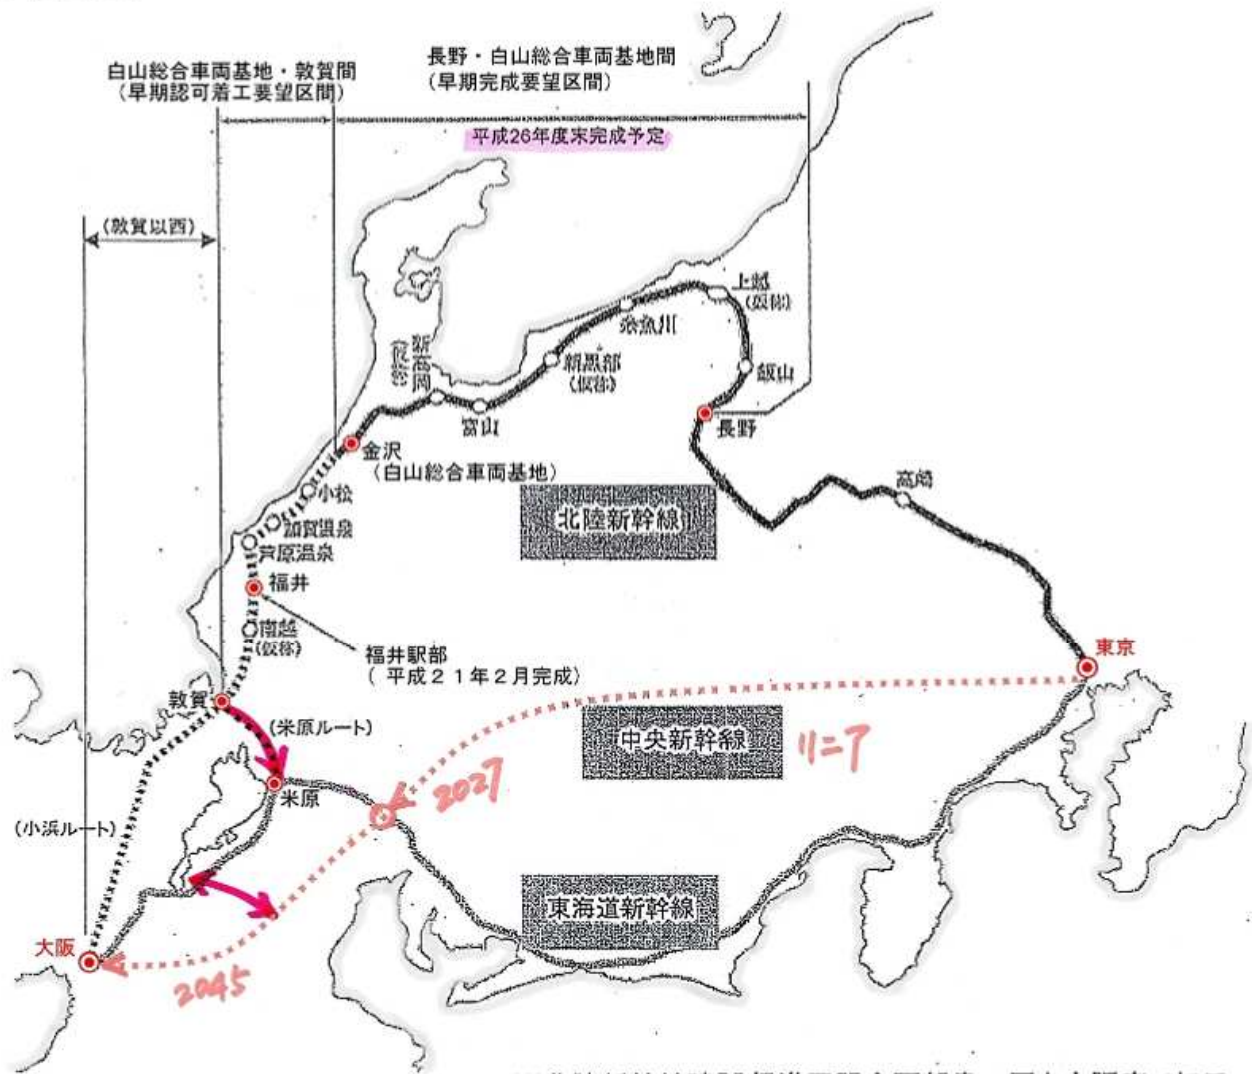 白山総合車両基地・敦賀間
（早期認可着工要望区間）
長野・白山総合車両基地間
（早期完成要望区間）
平成26年度末完成予定
（敦賀以西）
上越
（仮称）
糸魚川
新高岡
（仮称）
新黒部
（仮称）
飯山
富山
長野
金沢
（白山総合車両基地）
高崎
小松
北陸新幹線
加賀温泉
芦原温泉
福井
南越
（仮称）
福井駅部
（ 平成２１年２月完成）
東京
敦賀
（米原ルート）
中央新幹線
リニア
2027
米原
（小浜ルート）
東海道新幹線
大阪
2045